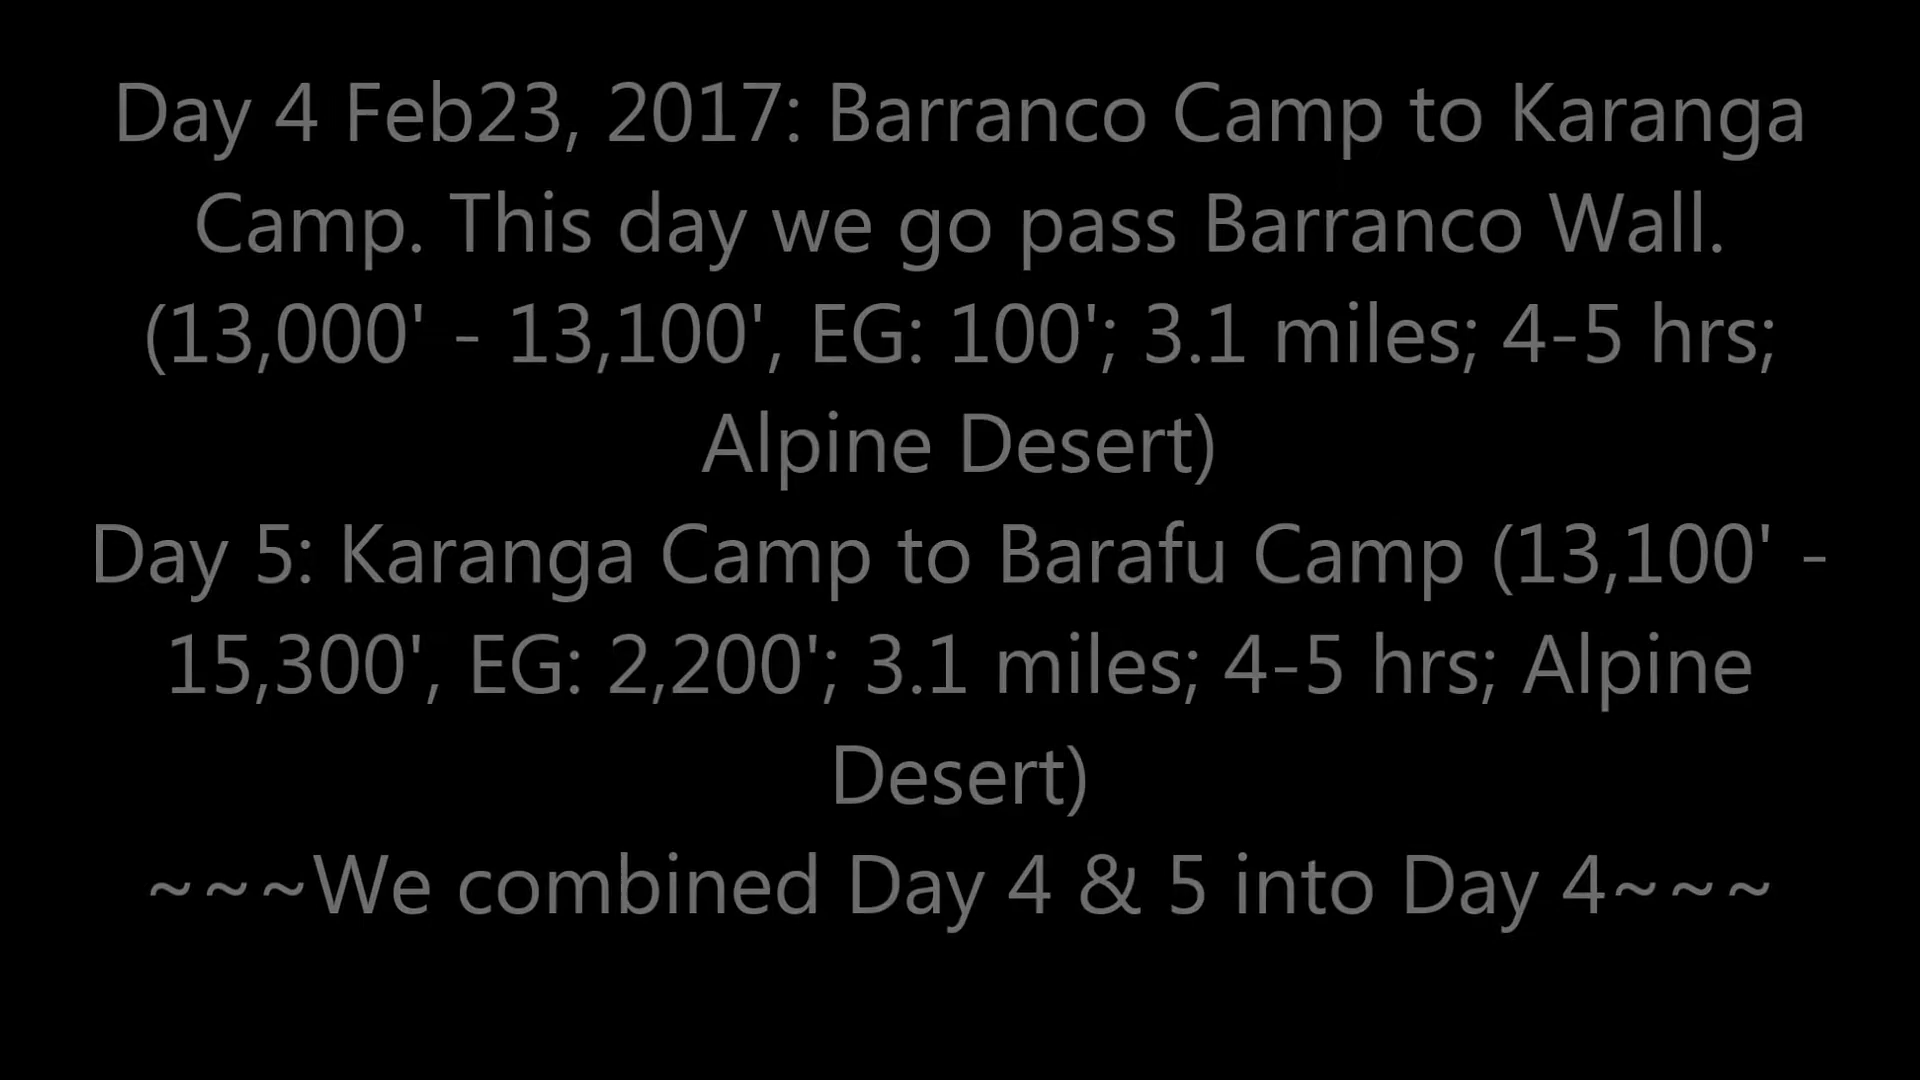 Day 4 Feb23, 2017: Barranco Camp to Karanga
Camp. This day we go pass Barranco Wall.
(13,000' - 13,100', EG: 100'; 3.1 miles; 4-5 hrs;
Alpine Desert)
Day 5: Karanga Camp to Barafu Camp (13,100' -
15,300', EG: 2,200'; 3.1 miles; 4-5 hrs; Alpine
Desert)
~~~We combined Day 4 & 5 into Day 4~~~